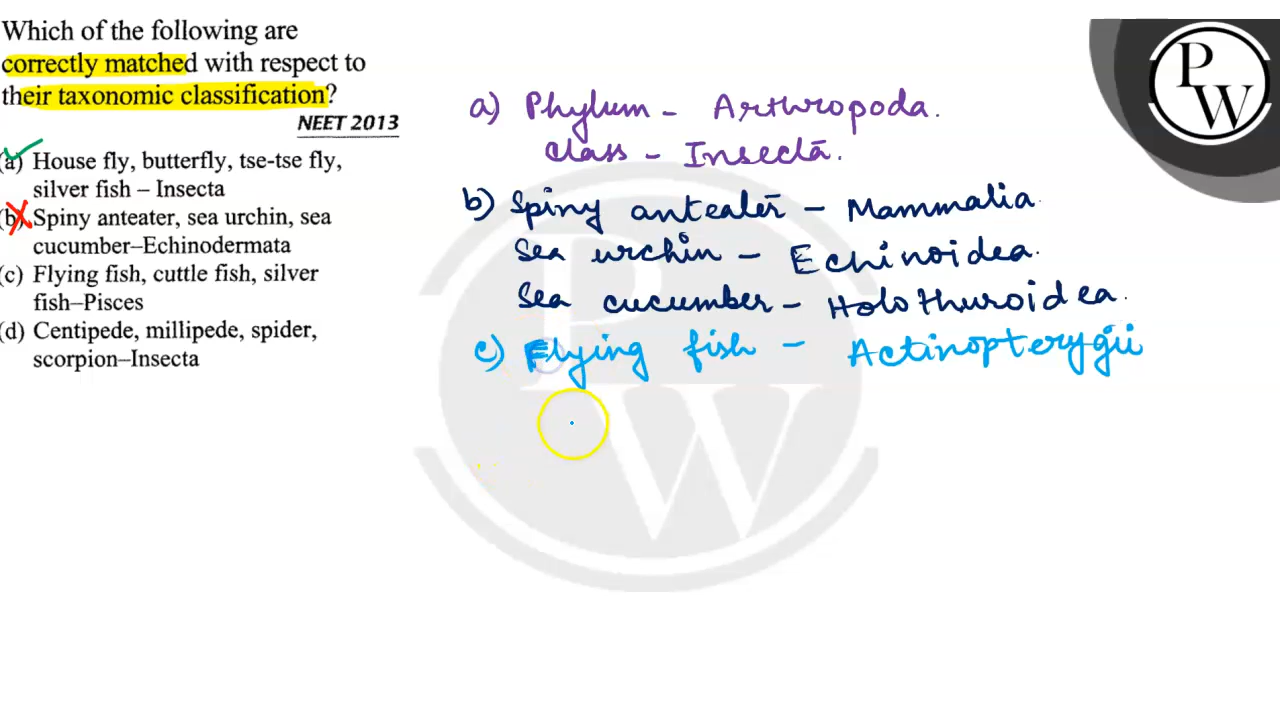 Which of the following are
correctly matched with respect to
their taxonomic classification?
NEET 2013
(a) House fly, butterfly, tse-tse fly,
silver fish – Insecta
(b) Spiny anteater, sea urchin, sea
cucumber–Echinodermata
(c) Flying fish, cuttle fish, silver
fish–Pisces
(d) Centipede, millipede, spider,
scorpion–Insecta
a) Phylum - Arthropoda.
class - Insecta.
b) Spiny anteater - Mammalia
Sea urchin - Echinoidea.
Sea cucumber - Holothuroidea.
c) Flying fish - Actinopterygii
P
W
P
W